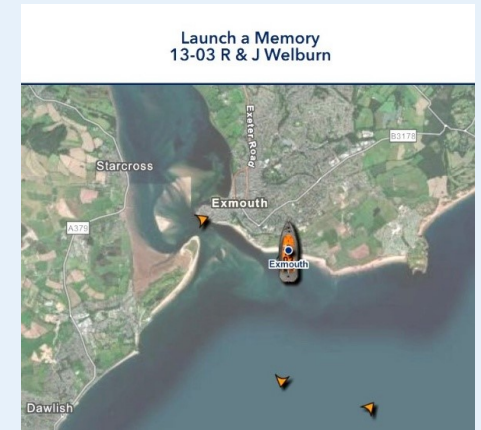 Launch a Memory
13-03 R & J Welburn
Exeter Road
B3178
Starcross
Exmouth
A379
Exmouth
Dawlish